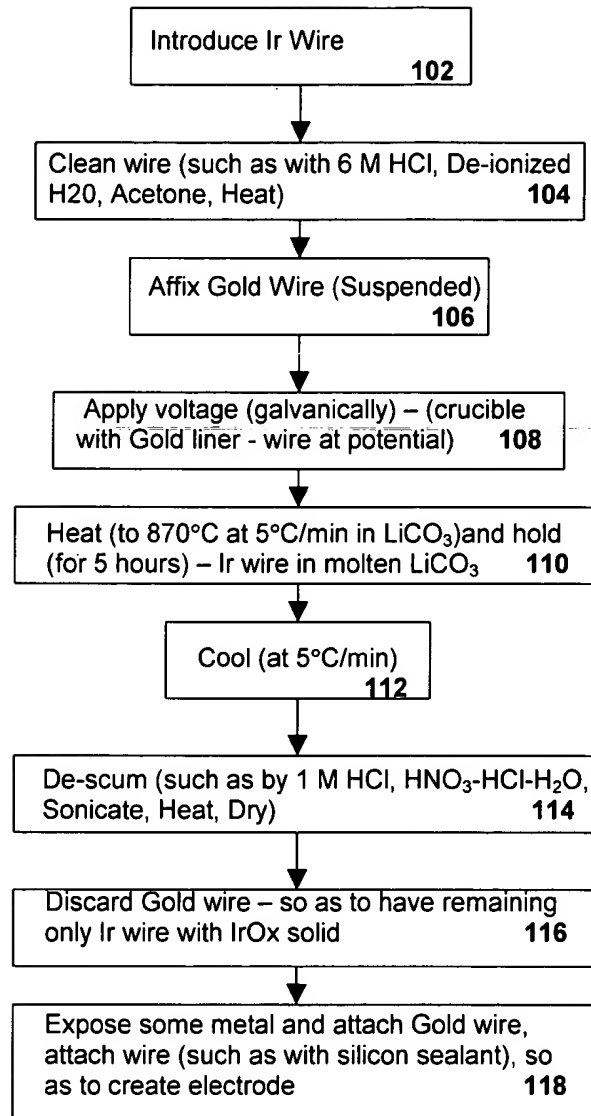 Introduce Ir Wire
102
Clean wire (such as with 6 M HCl, De-ionized
H20, Acetone, Heat) 104
Affix Gold Wire (Suspended)
106
Apply voltage (galvanically) – (crucible
with Gold liner - wire at potential) 108
Heat (to 870°C at 5°C/min in LiCO₃)and hold
(for 5 hours) – Ir wire in molten LiCO₃ 110
Cool (at 5°C/min)
112
De-scum (such as by 1 M HCl, HNO₃-HCl-H₂O,
Sonicate, Heat, Dry) 114
Discard Gold wire – so as to have remaining
only Ir wire with IrOx solid 116
Expose some metal and attach Gold wire,
attach wire (such as with silicon sealant), so
as to create electrode 118